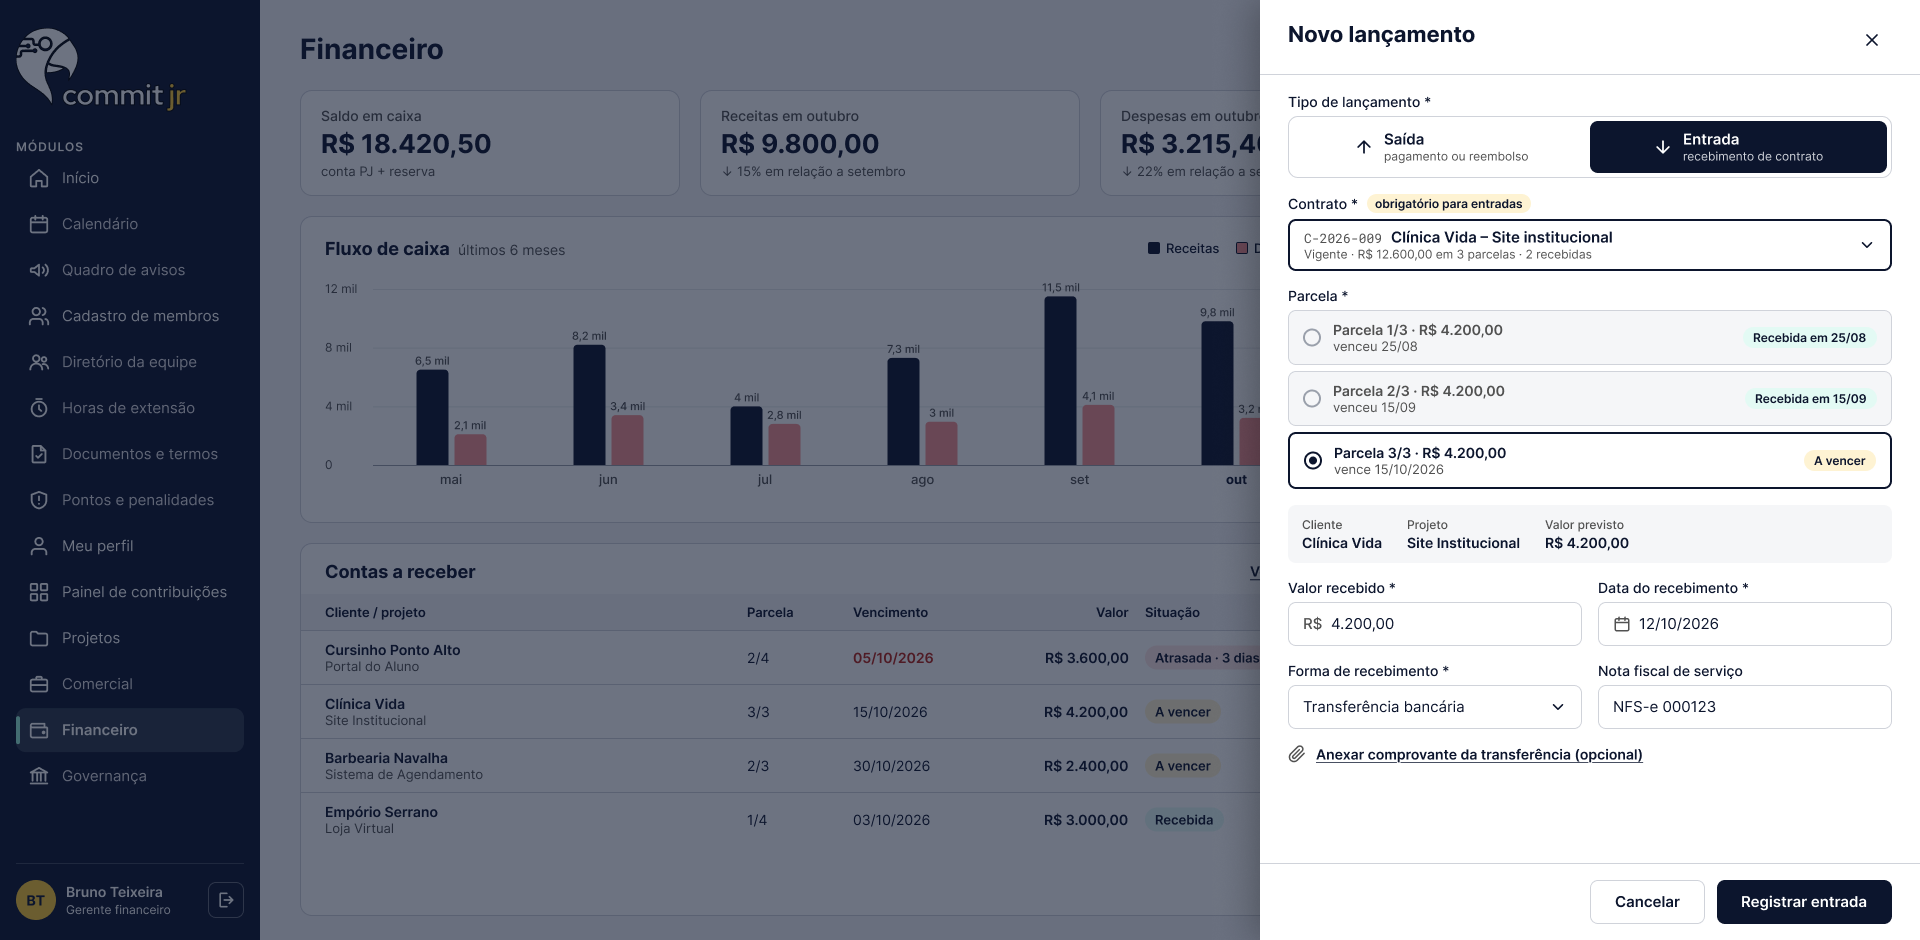 commit jr
MÓDULOS
Início
Calendário
Quadro de avisos
Cadastro de membros
Diretório da equipe
Horas de extensão
Documentos e termos
Pontos e penalidades
Meu perfil
Painel de contribuições
Projetos
Comercial
Financeiro
Governança
BT
Bruno Teixeira
Gerente financeiro
Financeiro
Saldo em caixa
R$ 18.420,50
conta PJ + reserva
Receitas em outubro
R$ 9.800,00
↓ 15% em relação a setembro
Despesas em outubr
R$ 3.215,4
↓ 22% em relação a se
Fluxo de caixa últimos 6 meses
Receitas
D
12 mil
8 mil
4 mil
0
6,5 mil
2,1 mil
8,2 mil
3,4 mil
4 mil
2,8 mil
7,3 mil
3 mil
11,5 mil
4,1 mil
9,8 mil
3,2
mai
jun
jul
ago
set
out
Contas a receber
V
Cliente / projeto Parcela Vencimento Valor Situação
Cursinho Ponto Alto
Portal do Aluno
2/4 05/10/2026 R$ 3.600,00 Atrasada · 3 dias
Clínica Vida
Site Institucional
3/3 15/10/2026 R$ 4.200,00 A vencer
Barbearia Navalha
Sistema de Agendamento
2/3 30/10/2026 R$ 2.400,00 A vencer
Empório Serrano
Loja Virtual
1/4 03/10/2026 R$ 3.000,00 Recebida
Novo lançamento
Tipo de lançamento *
Saída
pagamento ou reembolso
Entrada
recebimento de contrato
Contrato * obrigatório para entradas
C-2026-009 Clínica Vida – Site institucional
Vigente · R$ 12.600,00 em 3 parcelas · 2 recebidas
Parcela *
Parcela 1/3 · R$ 4.200,00
venceu 25/08
Recebida em 25/08
Parcela 2/3 · R$ 4.200,00
venceu 15/09
Recebida em 15/09
Parcela 3/3 · R$ 4.200,00
vence 15/10/2026
A vencer
Cliente
Clínica Vida
Projeto
Site Institucional
Valor previsto
R$ 4.200,00
Valor recebido *
R$ 4.200,00
Data do recebimento *
12/10/2026
Forma de recebimento *
Transferência bancária
Nota fiscal de serviço
NFS-e 000123
Anexar comprovante da transferência (opcional)
Cancelar
Registrar entrada